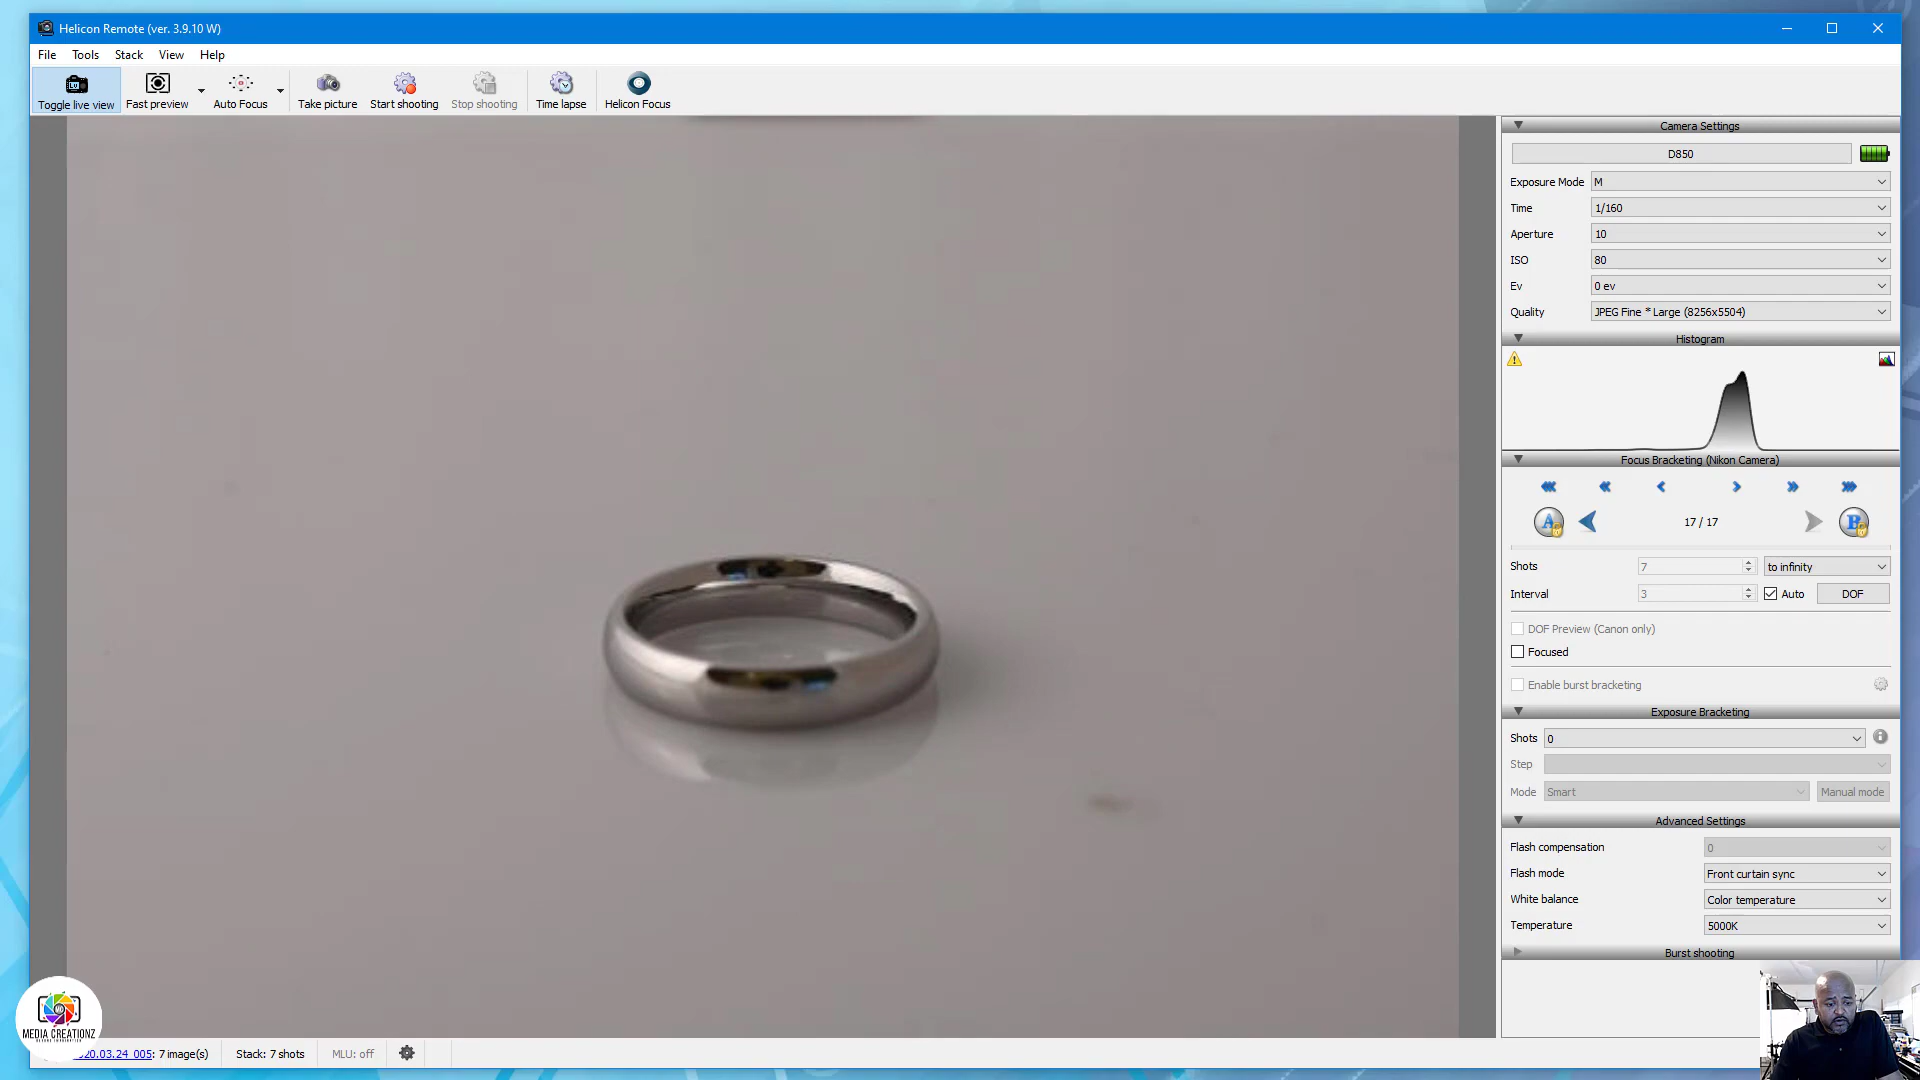 Helicon Remote (ver. 3.9.10 W)
File Tools Stack View Help
Toggle live view Fast preview Auto Focus Take picture Start shooting Stop shooting Time lapse Helicon Focus
Camera Settings
D850
Exposure Mode M
Time 1/160
Aperture 10
ISO 80
Ev 0 ev
Quality JPEG Fine * Large (8256x5504)
Histogram
Focus Bracketing (Nikon Camera)
A 17 / 17 B
Shots 7 to infinity
Interval 3 Auto DOF
DOF Preview (Canon only)
Focused
Enable burst bracketing
Exposure Bracketing
Shots 0
Step
Mode Smart Manual mode
Advanced Settings
Flash compensation 0
Flash mode Front curtain sync
White balance Color temperature
Temperature 5000K
Burst shooting
MEDIA CREATIONZ
20.03.24_005: 7 image(s) Stack: 7 shots MLU: off